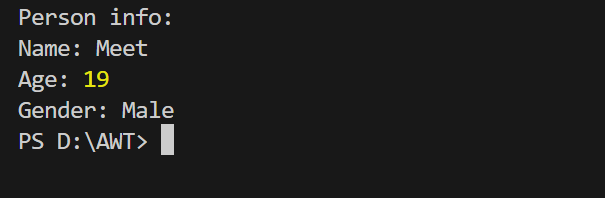 Person info:
Name: Meet
Age: 19
Gender: Male
PS D:\AWT>